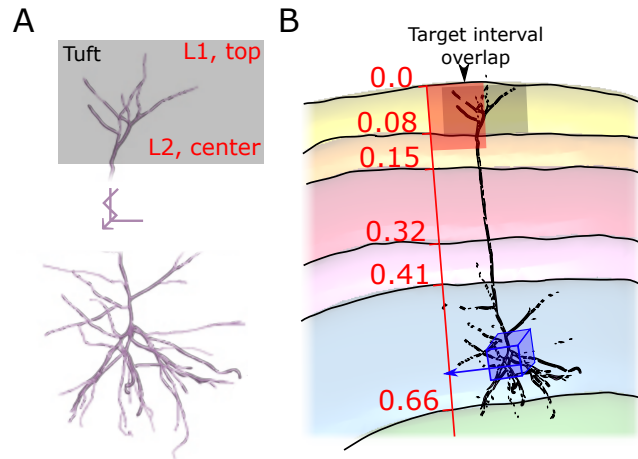 A
Tuft
L1, top
L2, center
B
Target interval
overlap
0.0
0.08
0.15
0.32
0.41
0.66